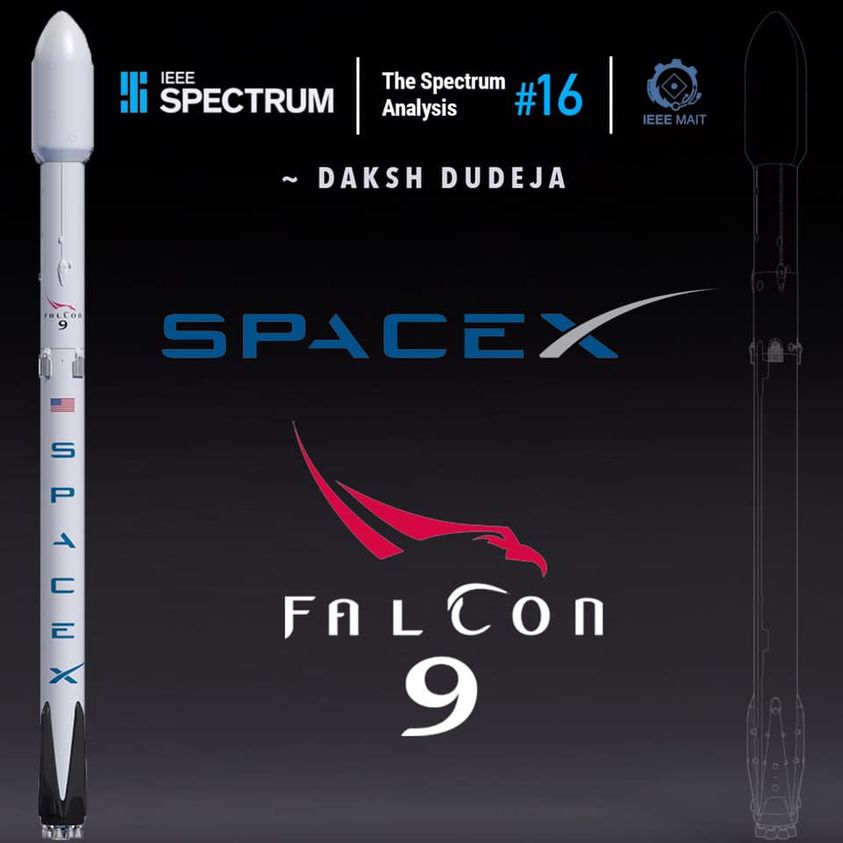 IEEE
SPECTRUM
The Spectrum
Analysis
#16
IEEE MAIT
~ DAKSH DUDEJA
SPACEX
FALCON
9
FALCON
9
SPACEX